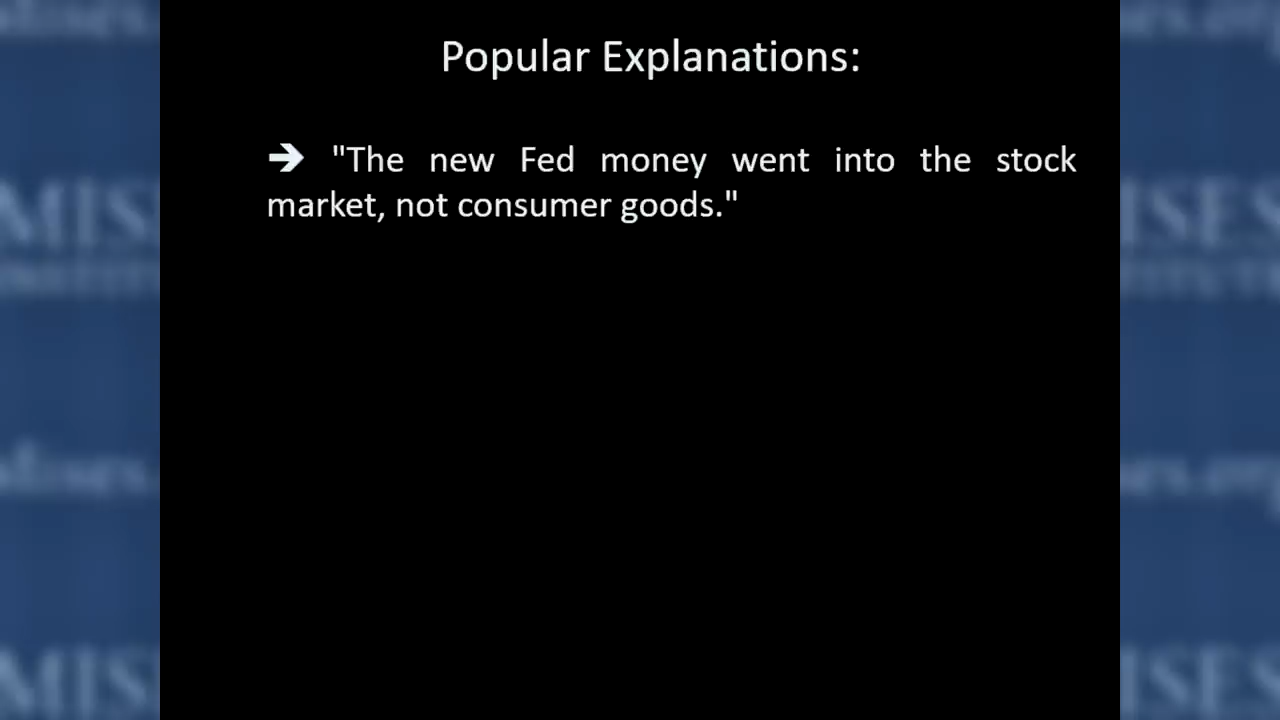 Popular Explanations:
➔ "The new Fed money went into the stock
market, not consumer goods."